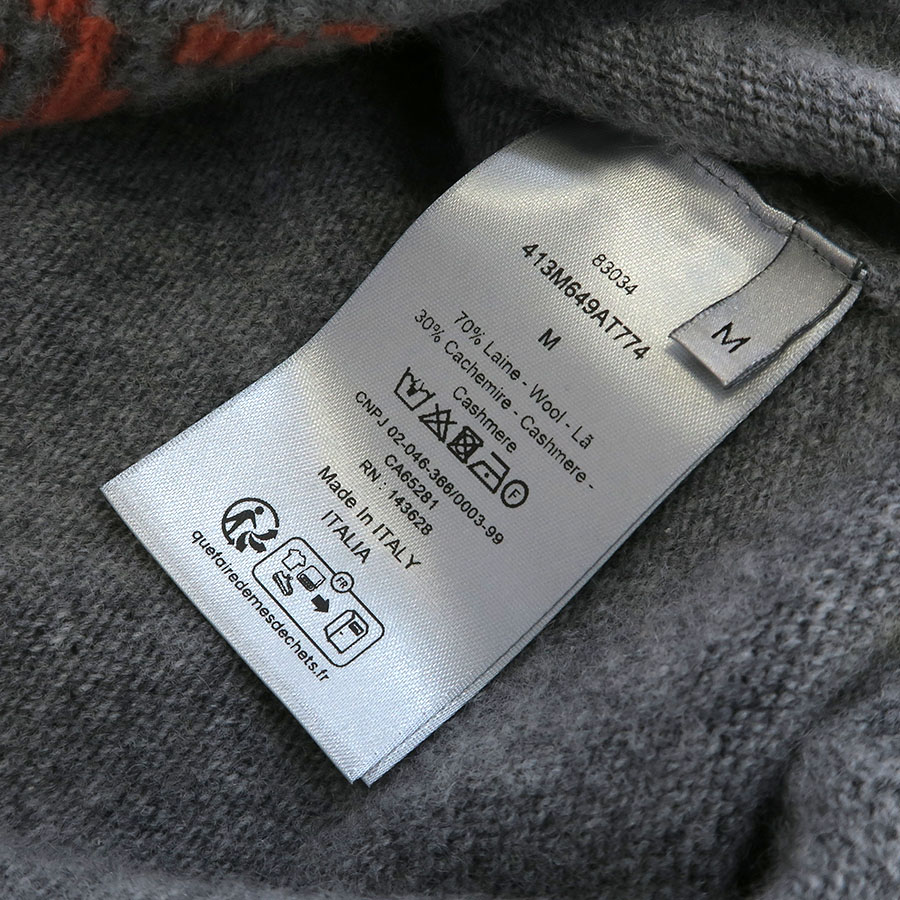 83034
413M649AT774
M
70% Laine - Wool - Lã
30% Cachemire - Cashmere -
Cashmere
F
CNPJ 02-046-366/0003-99
CA65281
RN : 143628
Made In ITALY
ITALIA
FR
quefairedemesdechets.fr
M